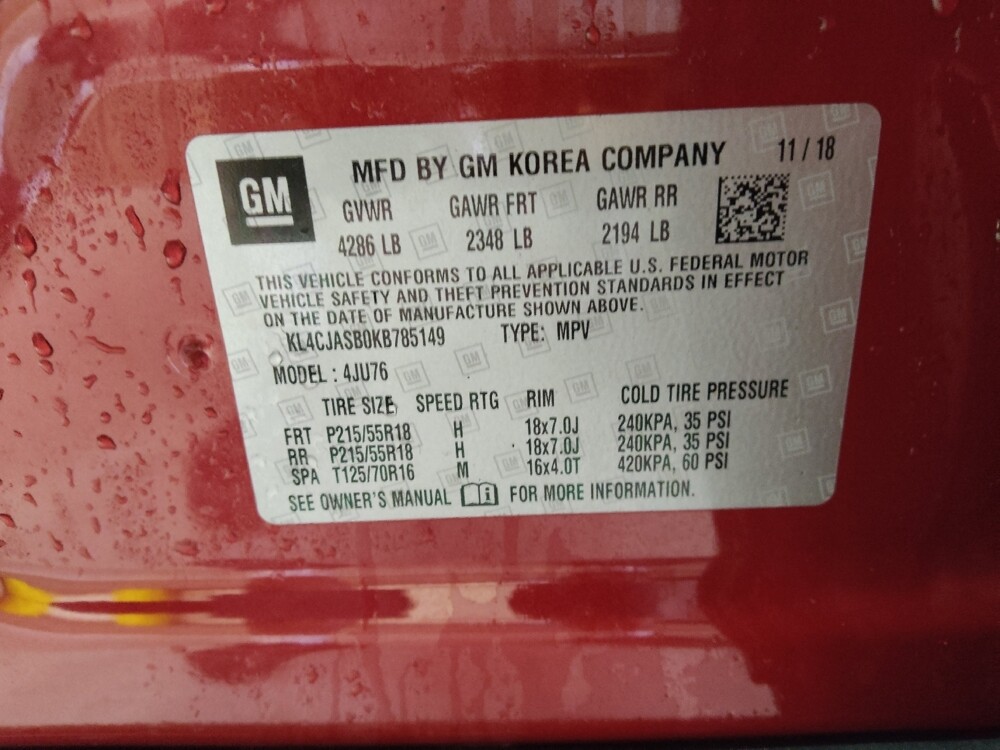 GM
MFD BY GM KOREA COMPANY 11 / 18
GVWR GAWR FRT GAWR RR
4286 LB 2348 LB 2194 LB
THIS VEHICLE CONFORMS TO ALL APPLICABLE U.S. FEDERAL MOTOR
VEHICLE SAFETY AND THEFT PREVENTION STANDARDS IN EFFECT
ON THE DATE OF MANUFACTURE SHOWN ABOVE.
KL4CJASB0KB785149 TYPE: MPV
MODEL : 4JU76
TIRE SIZE SPEED RTG RIM COLD TIRE PRESSURE
FRT P215/55R18 H 18x7.0J 240KPA, 35 PSI
RR P215/55R18 H 18x7.0J 240KPA, 35 PSI
SPA T125/70R16 M 16x4.0T 420KPA, 60 PSI
SEE OWNER'S MANUAL FOR MORE INFORMATION.